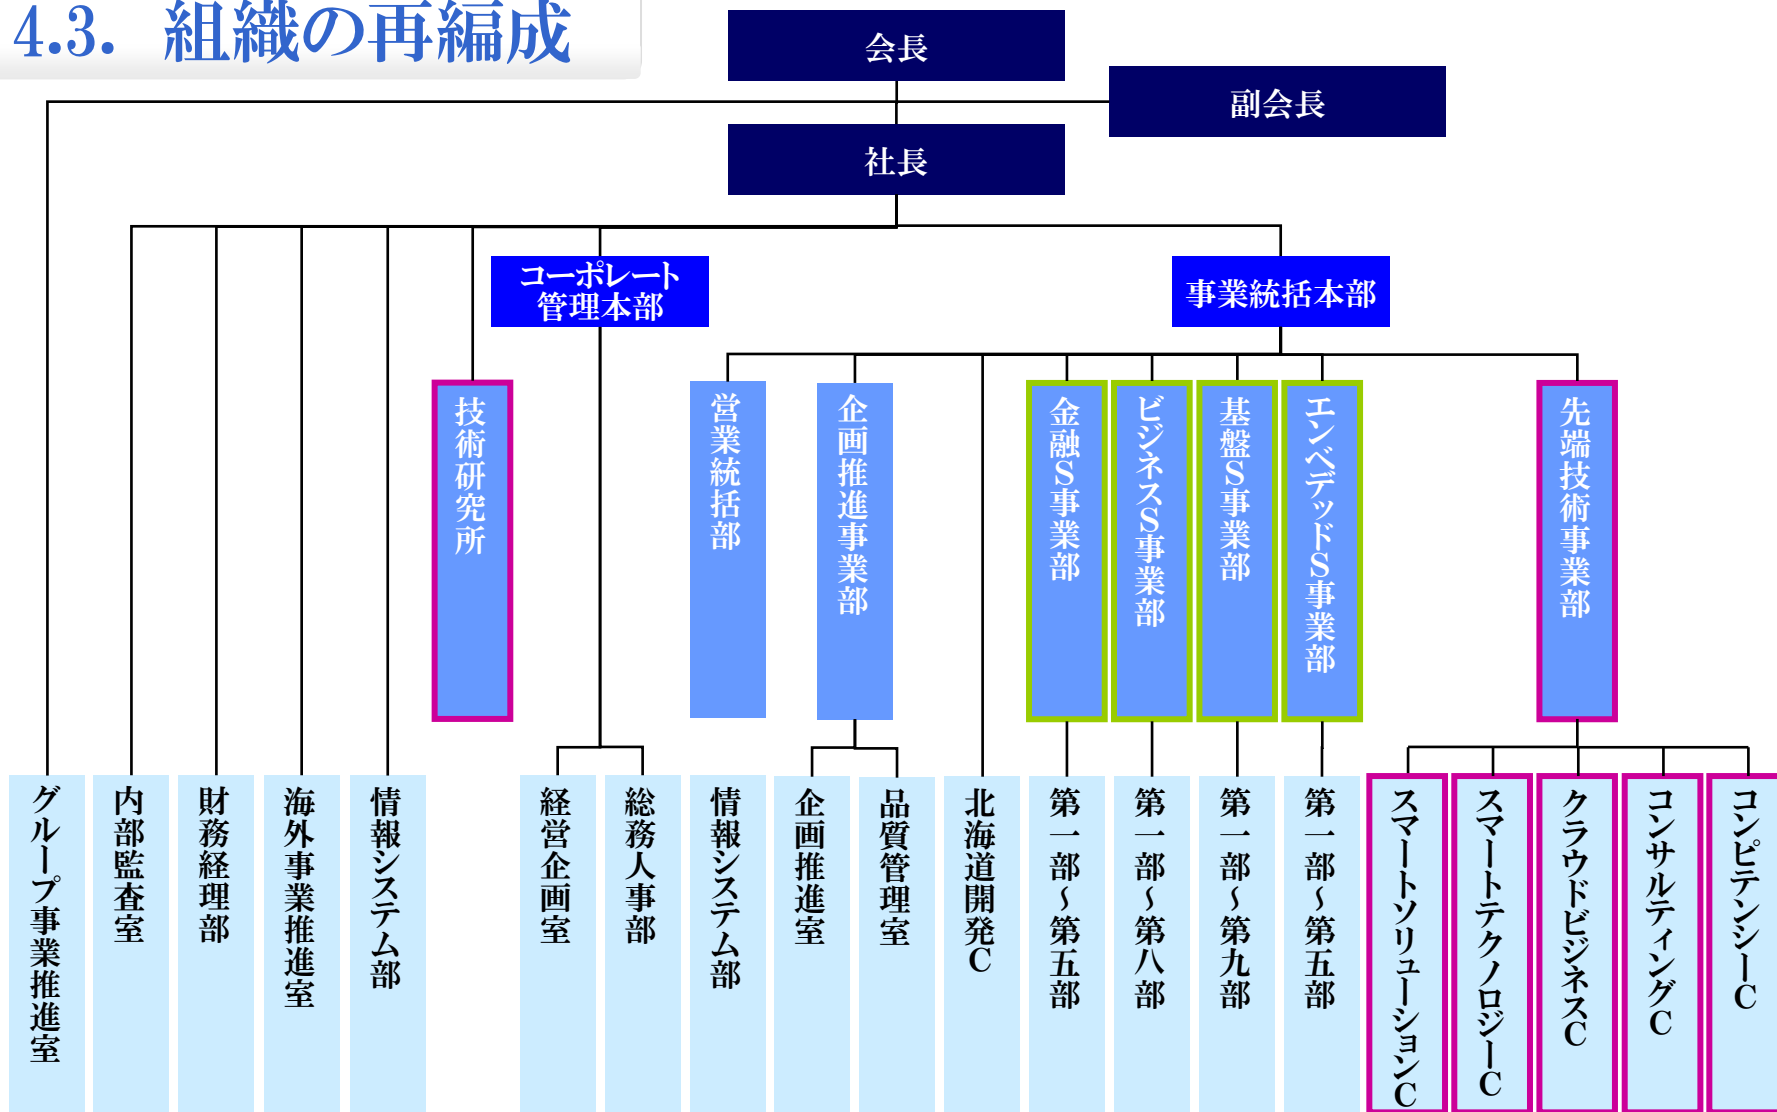 4.3. 組織の再編成
会長
副会長
社長
コーポレート
管理本部
事業統括本部
技術研究所
営業統括部
企画推進事業部
金融S事業部
ビジネスS事業部
基盤S事業部
エンベデッドS事業部
先端技術事業部
グループ事業推進室
内部監査室
財務経理部
海外事業推進室
情報システム部
経営企画室
総務人事部
情報システム部
企画推進室
品質管理室
北海道開発C
第一部～第五部
第一部～第八部
第一部～第九部
第一部～第五部
スマートソリューションC
スマートテクノロジーC
クラウドビジネスC
コンサルティングC
コンピテンシーC